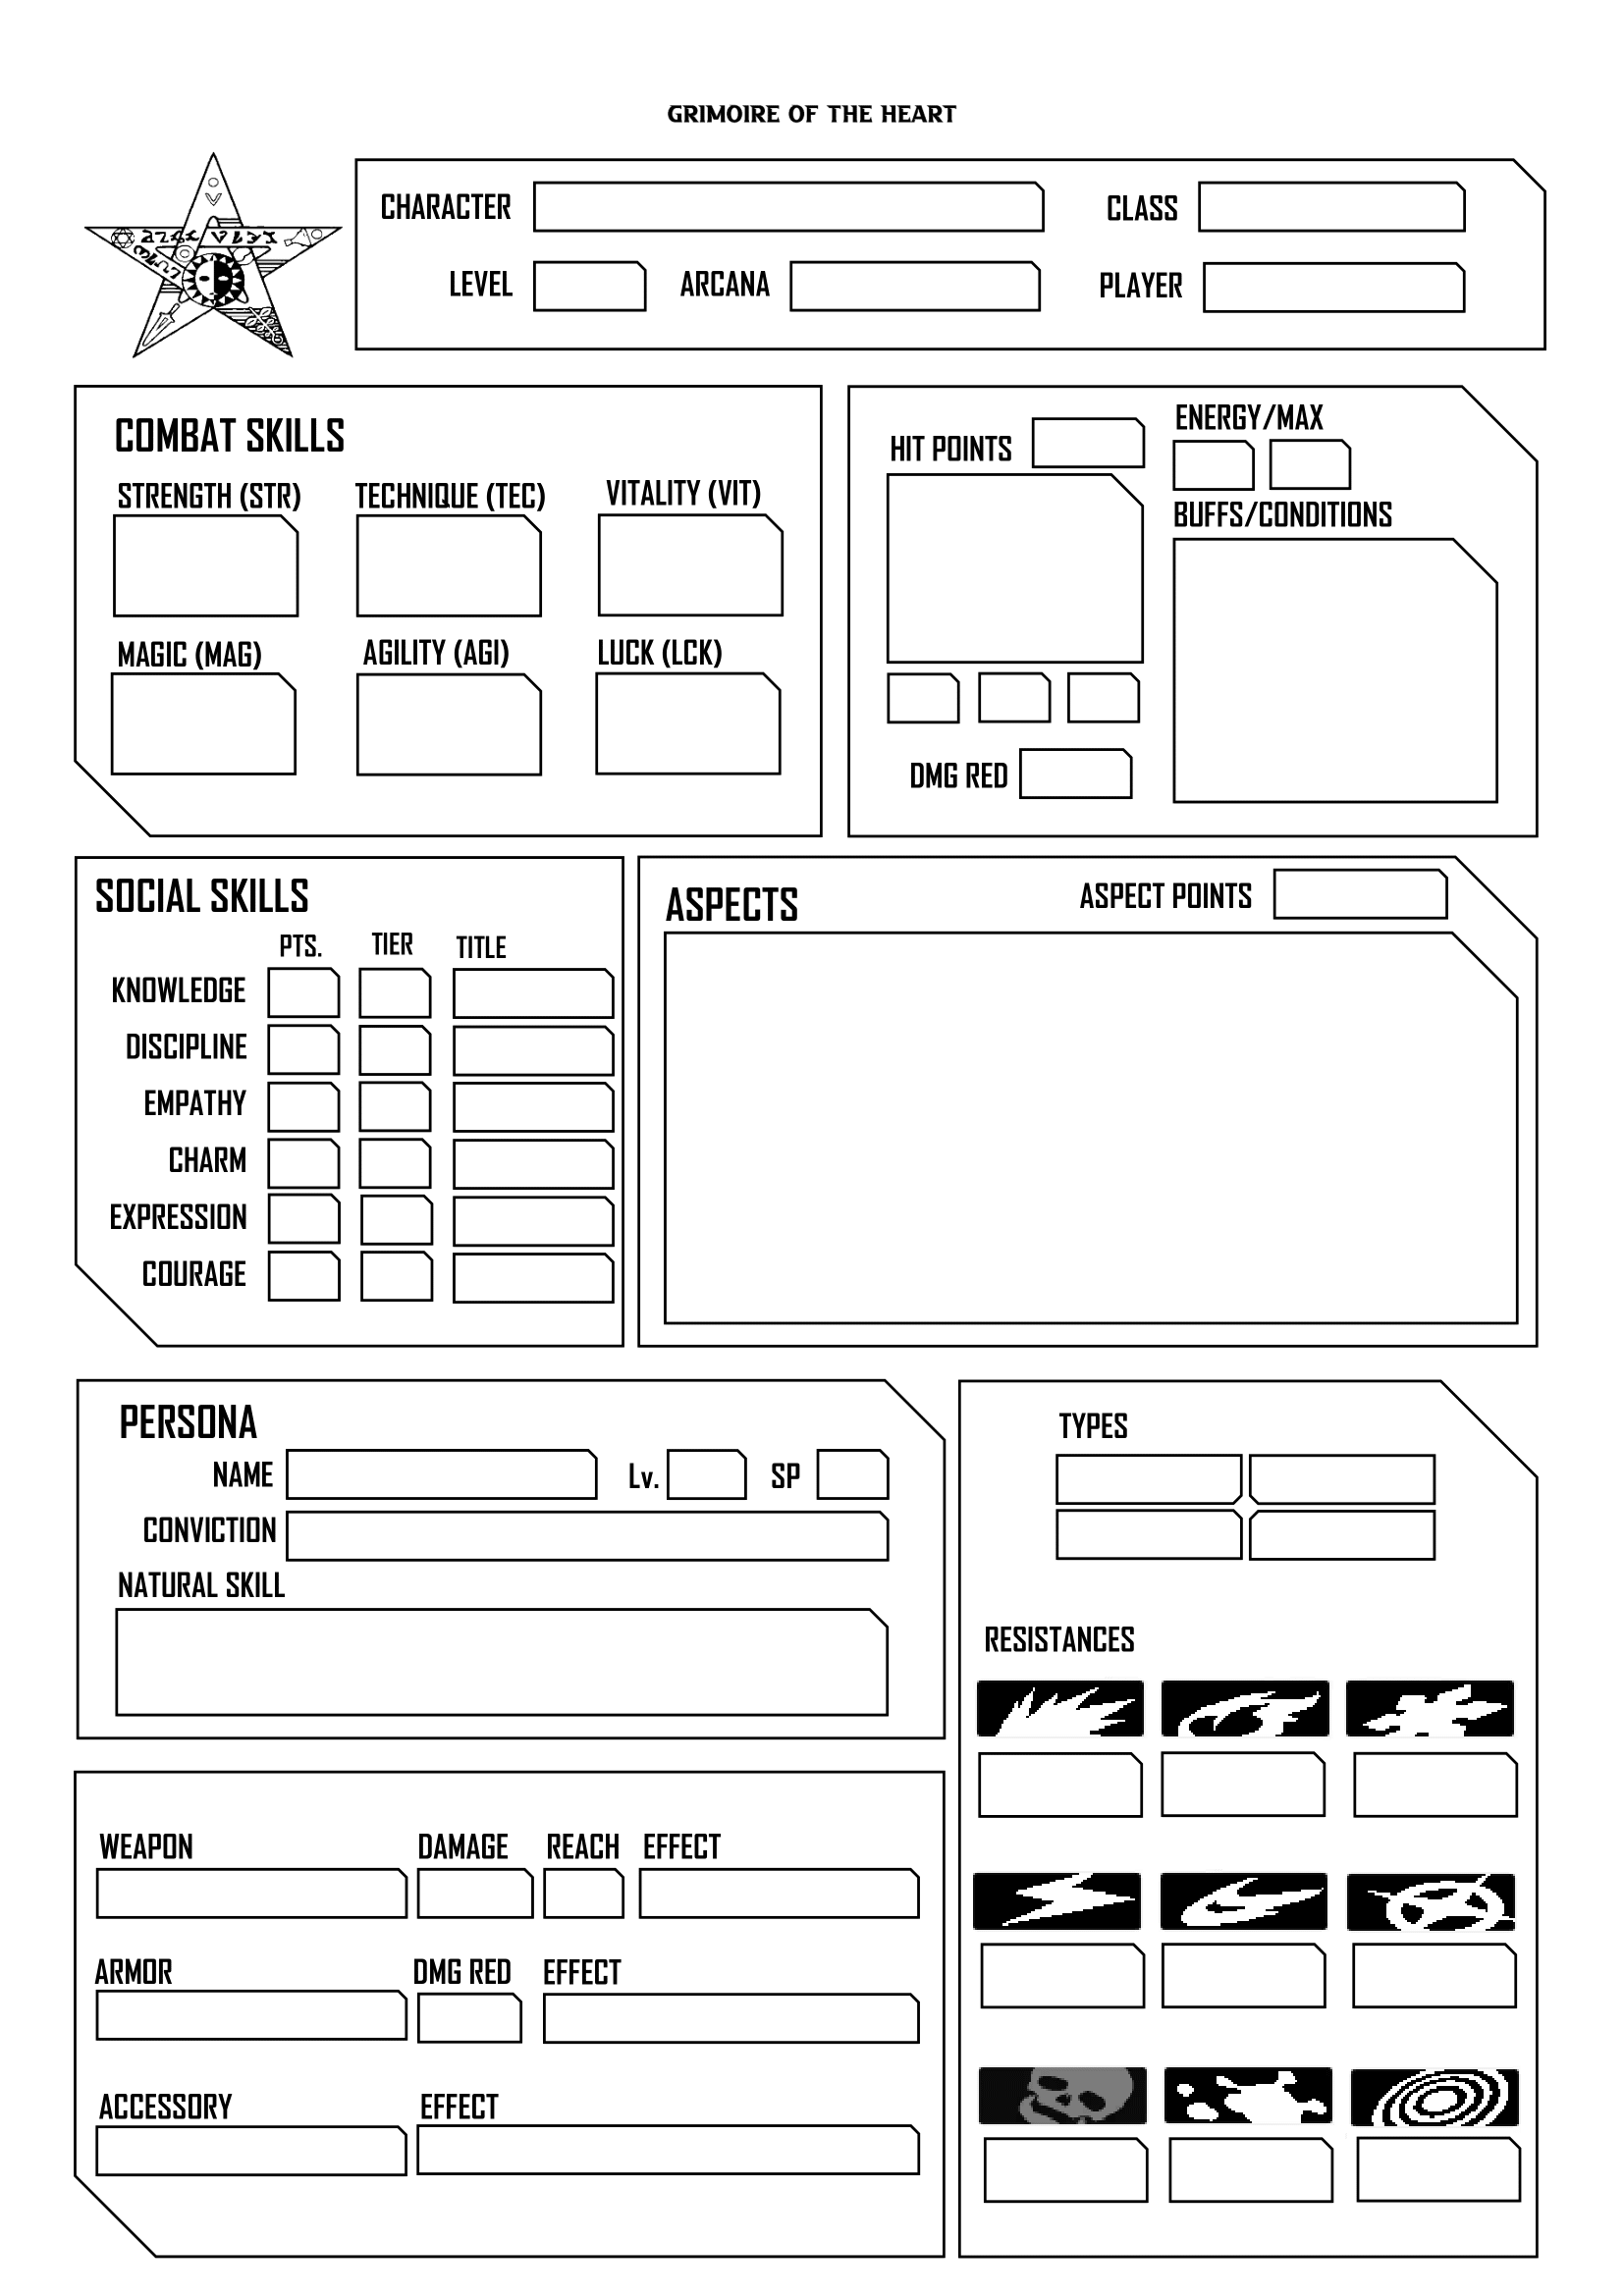 GRIMOIRE OF THE HEART
CHARACTER CLASS
LEVEL ARCANA PLAYER
COMBAT SKILLS
STRENGTH (STR) TECHNIQUE (TEC) VITALITY (VIT)
MAGIC (MAG) AGILITY (AGI) LUCK (LCK)
HIT POINTS
ENERGY/MAX
BUFFS/CONDITIONS
DMG RED
SOCIAL SKILLS
PTS. TIER TITLE
KNOWLEDGE
DISCIPLINE
EMPATHY
CHARM
EXPRESSION
COURAGE
ASPECTS ASPECT POINTS
PERSONA
NAME Lv. SP
CONVICTION
NATURAL SKILL
TYPES
RESISTANCES
WEAPON DAMAGE REACH EFFECT
ARMOR DMG RED EFFECT
ACCESSORY EFFECT